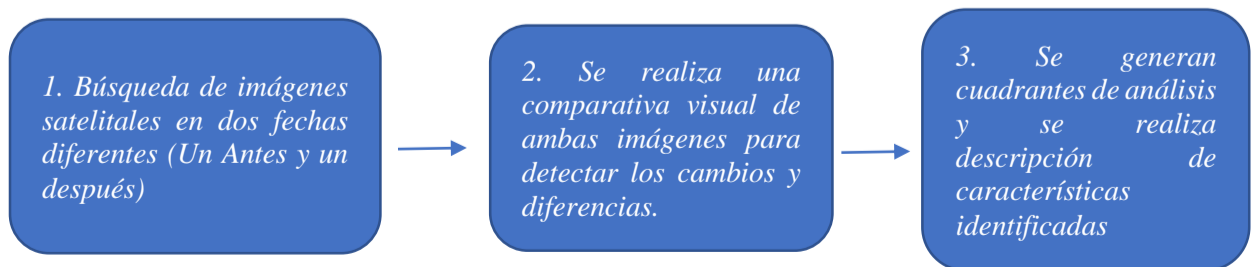 1. Búsqueda de imágenes
satelitales en dos fechas
diferentes (Un Antes y un
después)
2. Se realiza una
comparativa visual de
ambas imágenes para
detectar los cambios y
diferencias.
3. Se generan
cuadrantes de análisis
y se realiza
descripción de
características
identificadas